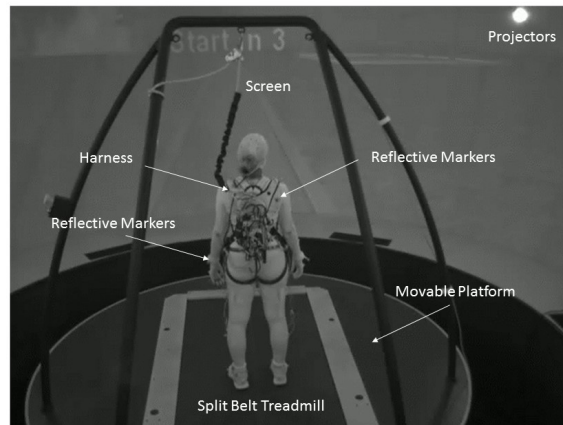 Start in 3
Projectors
Screen
Harness
Reflective Markers
Reflective Markers
Movable Platform
Split Belt Treadmill